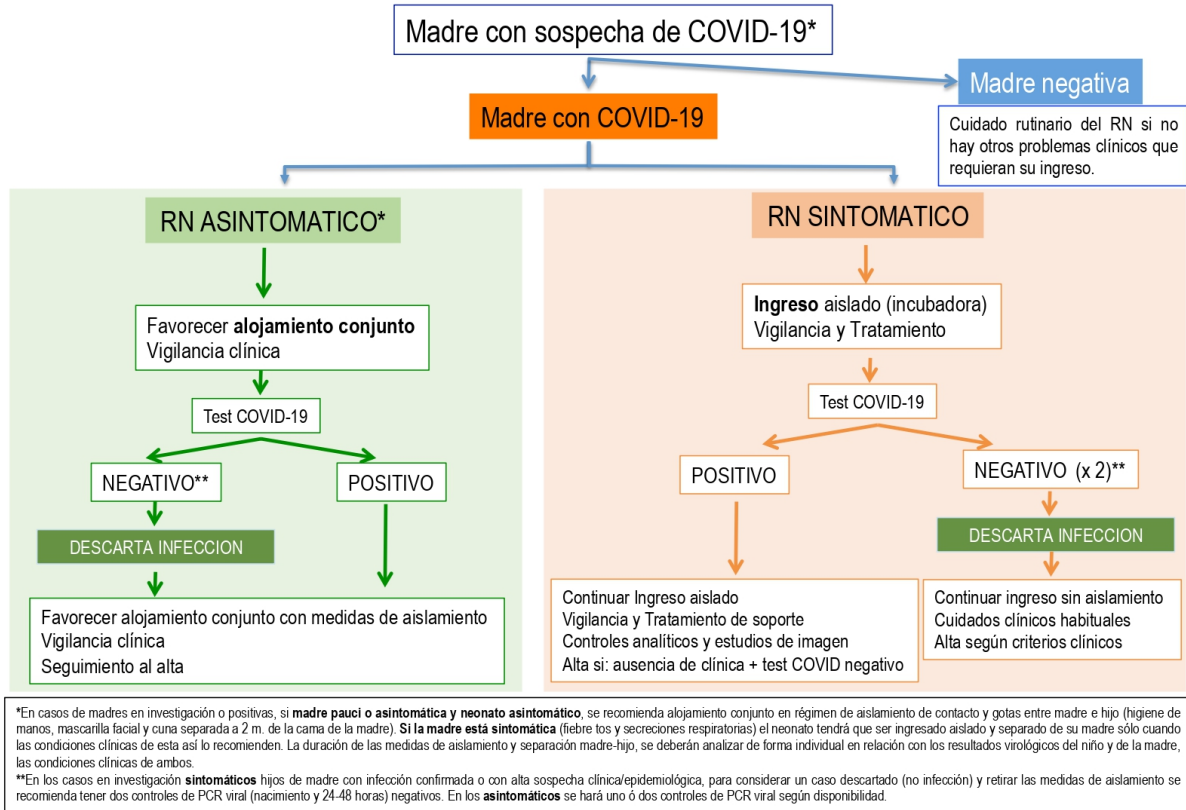 Madre con sospecha de COVID-19*
Madre negativa
Madre con COVID-19
Cuidado rutinario del RN si no
hay otros problemas clínicos que
requieran su ingreso.
RN ASINTOMATICO*
Favorecer alojamiento conjunto
Vigilancia clínica
Test COVID-19
NEGATIVO**
POSITIVO
DESCARTA INFECCION
Favorecer alojamiento conjunto con medidas de aislamiento
Vigilancia clínica
Seguimiento al alta
RN SINTOMATICO
Ingreso aislado (incubadora)
Vigilancia y Tratamiento
Test COVID-19
POSITIVO
NEGATIVO (x 2)**
DESCARTA INFECCION
Continuar Ingreso aislado
Vigilancia y Tratamiento de soporte
Controles analíticos y estudios de imagen
Alta si: ausencia de clínica + test COVID negativo
Continuar ingreso sin aislamiento
Cuidados clínicos habituales
Alta según criterios clínicos
*En casos de madres en investigación o positivas, si madre pauci o asintomática y neonato asintomático, se recomienda alojamiento conjunto en régimen de aislamiento de contacto y gotas entre madre e hijo (higiene de
manos, mascarilla facial y cuna separada a 2 m. de la cama de la madre). Si la madre está sintomática (fiebre tos y secreciones respiratorias) el neonato tendrá que ser ingresado aislado y separado de su madre sólo cuando
las condiciones clínicas de esta así lo recomienden. La duración de las medidas de aislamiento y separación madre-hijo, se deberán analizar de forma individual en relación con los resultados virológicos del niño y de la madre,
las condiciones clínicas de ambos.
**En los casos en investigación sintomáticos hijos de madre con infección confirmada o con alta sospecha clínica/epidemiológica, para considerar un caso descartado (no infección) y retirar las medidas de aislamiento se
recomienda tener dos controles de PCR viral (nacimiento y 24-48 horas) negativos. En los asintomáticos se hará uno ó dos controles de PCR viral según disponibilidad.